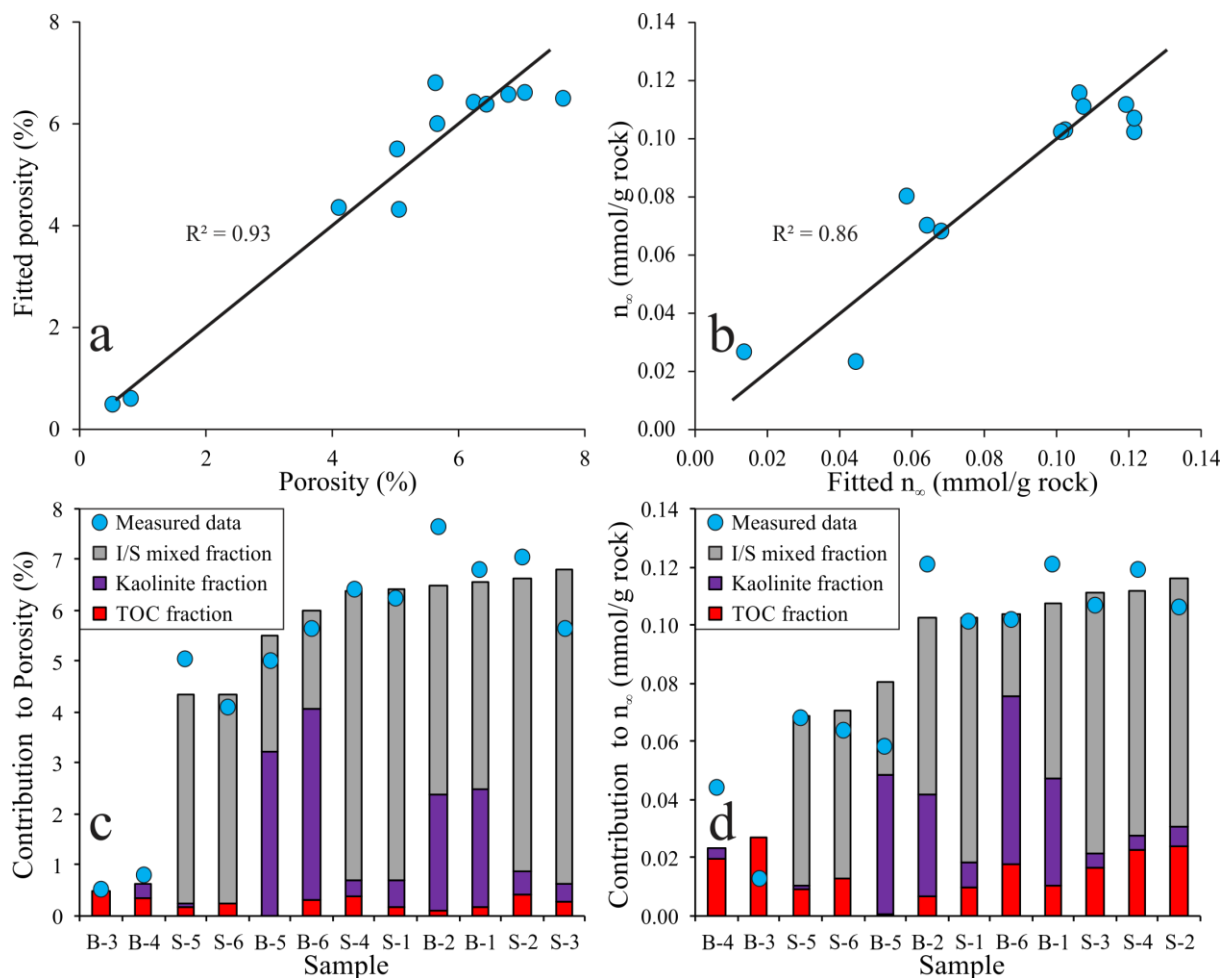 8
6
4
2
0
Fitted porosity (%)
a
R² = 0.93
0 2 4 6 8
Porosity (%)
0.14
0.12
0.10
0.08
0.06
0.04
0.02
0.00
n∞ (mmol/g rock)
b
R² = 0.86
0.00 0.02 0.04 0.06 0.08 0.10 0.12 0.14
Fitted n∞ (mmol/g rock)
8
7
6
5
4
3
2
1
0
Contribution to Porosity (%)
Measured data
I/S mixed fraction
Kaolinite fraction
TOC fraction
c
B-3 B-4 S-5 S-6 B-5 B-6 S-4 S-1 B-2 B-1 S-2 S-3
Sample
0.14
0.12
0.10
0.08
0.06
0.04
0.02
0.00
Contribution to n∞ (mmol/g rock)
Measured data
I/S mixed fraction
Kaolinite fraction
TOC fraction
d
B-4 B-3 S-5 S-6 B-5 B-2 S-1 B-6 B-1 S-3 S-4 S-2
Sample